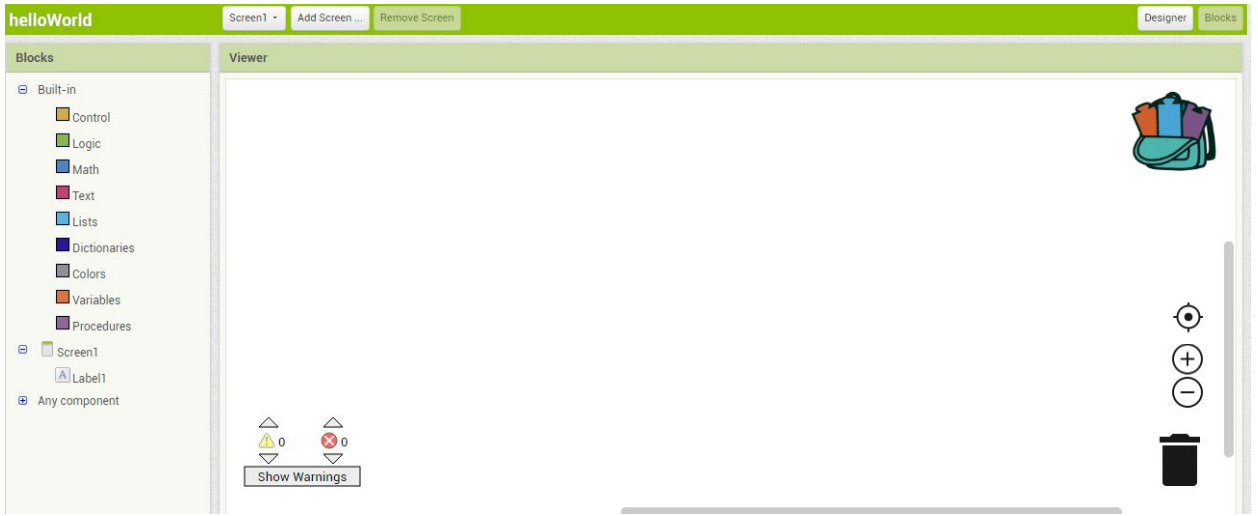 helloWorld
Screen1
Add Screen ...
Remove Screen
Designer
Blocks
Blocks
Viewer
Built-in
Control
Logic
Math
Text
Lists
Dictionaries
Colors
Variables
Procedures
Screen1
A Label1
Any component
0 0
Show Warnings